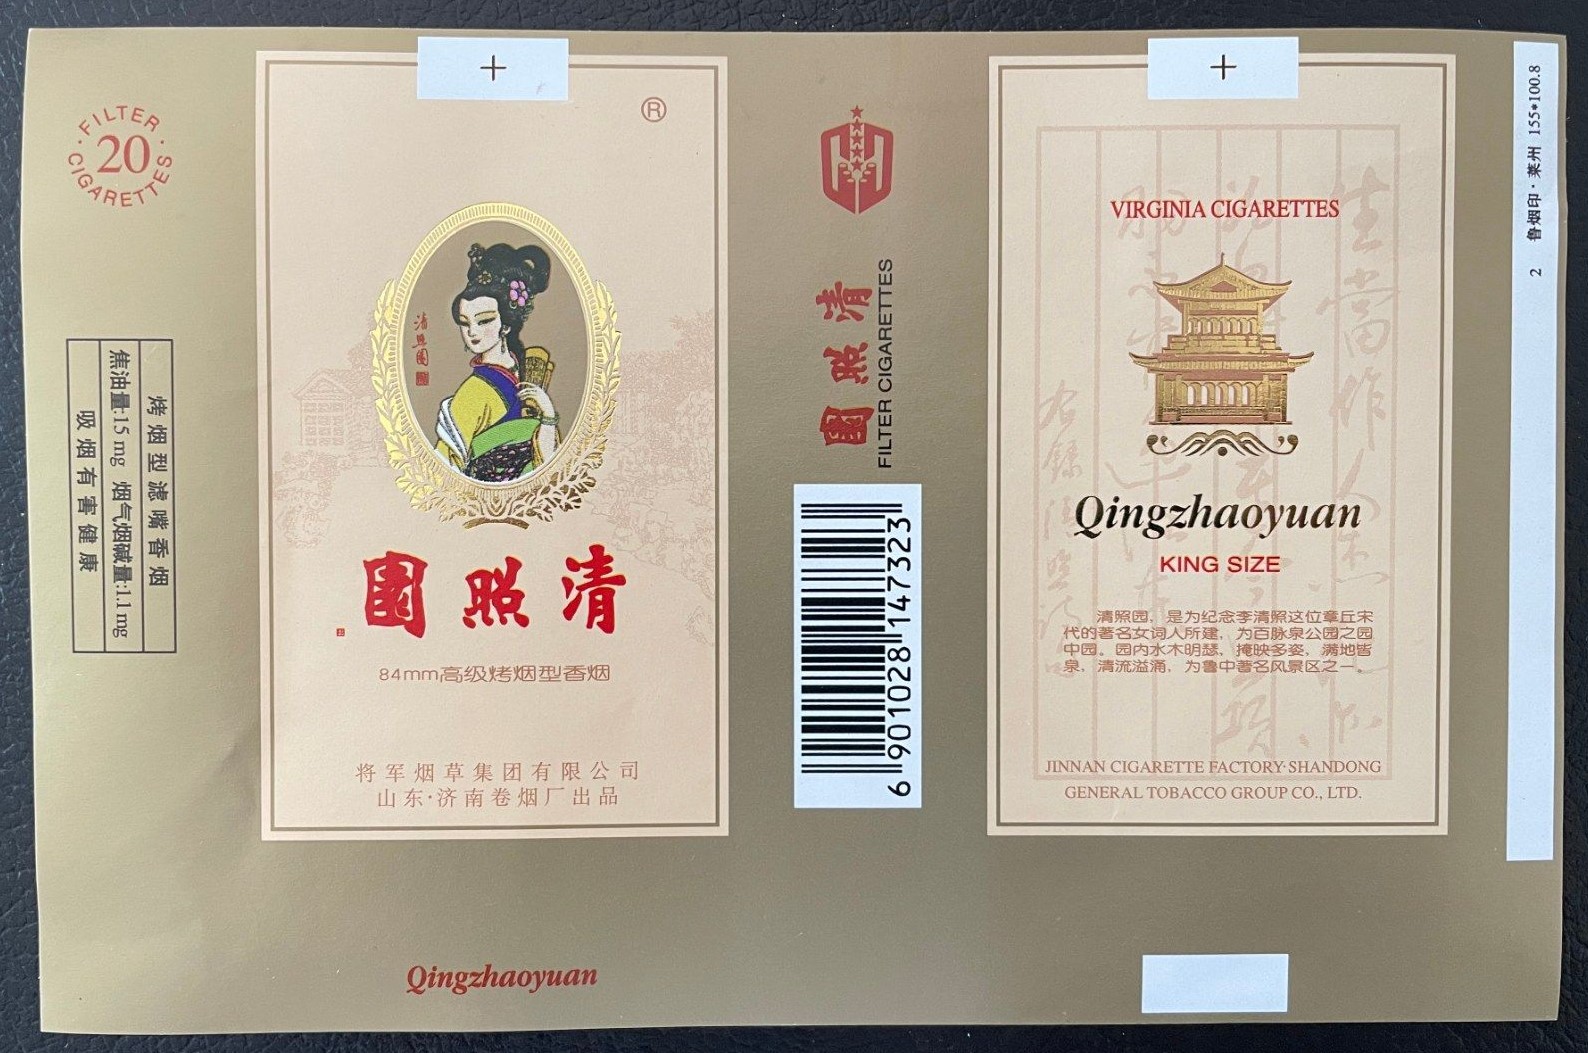 ·FILTER·
20
CIGARETTES
烤烟型滤嘴香烟
焦油量:15 mg 烟气烟碱量:1.1 mg
吸烟有害健康
+
®
清照園
園照清
84mm高级烤烟型香烟
将军烟草集团有限公司
山东·济南卷烟厂出品
Qingzhaoyuan
清照園
FILTER CIGARETTES
6 901028 147323
+
VIRGINIA CIGARETTES
生當作人
Qingzhaoyuan
KING SIZE
清照园，是为纪念李清照这位章丘宋
代的著名女词人所建，为百脉泉公园之园
中园。园内水木明瑟，掩映多姿，满地皆
泉，清流溢涌，为鲁中著名风景区之一。
JINNAN CIGARETTE FACTORY·SHANDONG
GENERAL TOBACCO GROUP CO., LTD.
2 鲁烟印·莱州 155*100.8